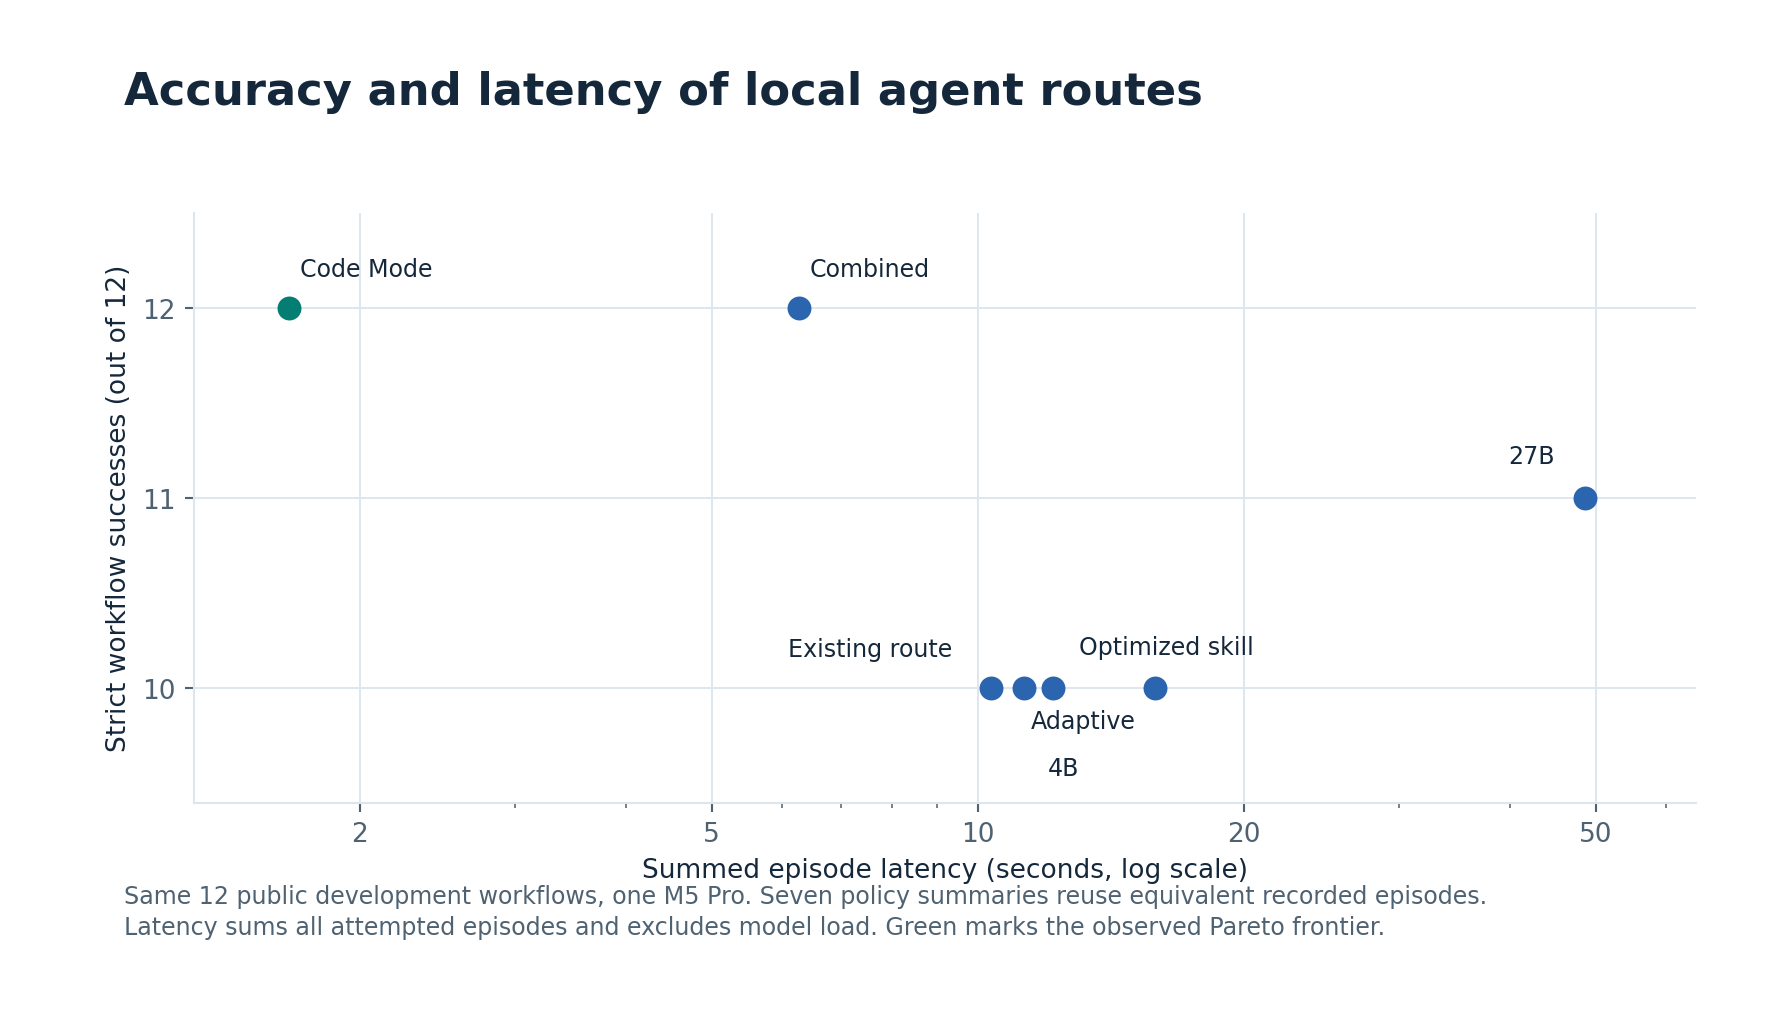 Accuracy and latency of local agent routes
Strict workflow successes (out of 12)
12
11
10
Code Mode
Combined
27B
Existing route
Optimized skill
Adaptive
4B
2
5
10
20
50
Summed episode latency (seconds, log scale)
Same 12 public development workflows, one M5 Pro. Seven policy summaries reuse equivalent recorded episodes.
Latency sums all attempted episodes and excludes model load. Green marks the observed Pareto frontier.